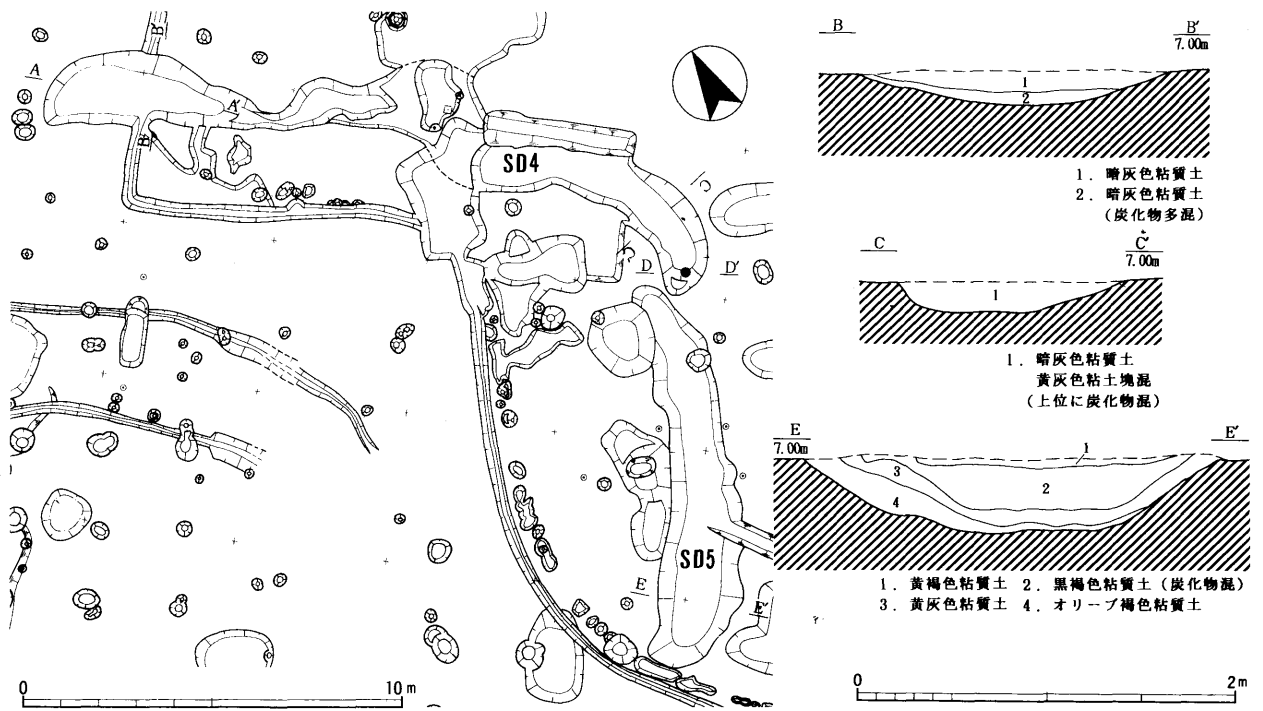 A
A′
B
B′
SD4
C
C′
D
D′
SD5
E
E′
0
10 m
B
B′
7.00m
1
2
1. 暗灰色粘質土
2. 暗灰色粘質土
(炭化物多混)
C
C′
7.00m
1
1. 暗灰色粘質土
黄灰色粘土塊混
(上位に炭化物混)
E
7.00m
E′
1
2
3
4
1. 黄褐色粘質土 2. 黒褐色粘質土(炭化物混)
3. 黄灰色粘質土 4. オリーブ褐色粘質土
0
2 m